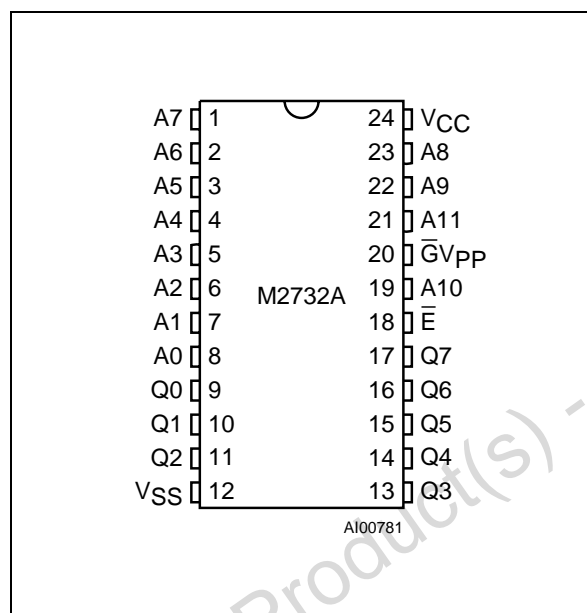 A7 1 24 VCC
A6 2 23 A8
A5 3 22 A9
A4 4 21 A11
A3 5 20 G̅VPP
A2 6 M2732A 19 A10
A1 7 18 E̅
A0 8 17 Q7
Q0 9 16 Q6
Q1 10 15 Q5
Q2 11 14 Q4
VSS 12 13 Q3
AI00781
Product(s) -